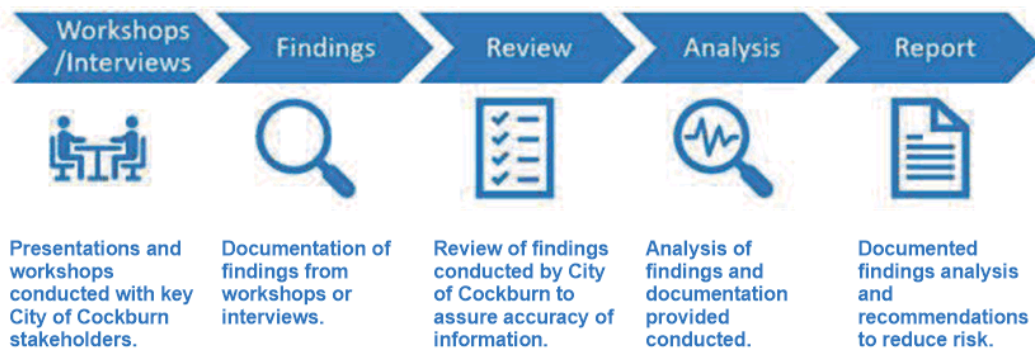 Workshops
/Interviews
Findings
Review
Analysis
Report
Presentations and
workshops
conducted with key
City of Cockburn
stakeholders.
Documentation of
findings from
workshops or
interviews.
Review of findings
conducted by City
of Cockburn to
assure accuracy of
information.
Analysis of
findings and
documentation
provided
conducted.
Documented
findings analysis
and
recommendations
to reduce risk.